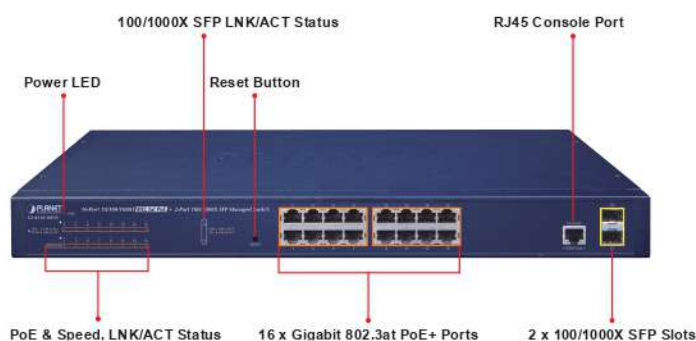 100/1000X SFP LNK/ACT Status
RJ45 Console Port
Power LED
Reset Button
PLANET
PoE & Speed, LNK/ACT Status
16 x Gigabit 802.3at PoE+ Ports
2 x 100/1000X SFP Slots